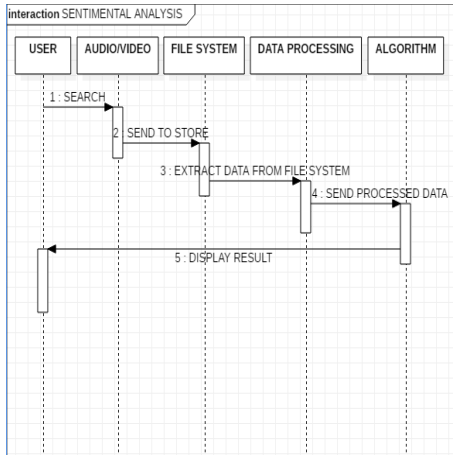 interaction SENTIMENTAL ANALYSIS
USER AUDIO/VIDEO FILE SYSTEM DATA PROCESSING ALGORITHM
1 : SEARCH
2 : SEND TO STORE
3 : EXTRACT DATA FROM FILE SYSTEM
4 : SEND PROCESSED DATA
5 : DISPLAY RESULT